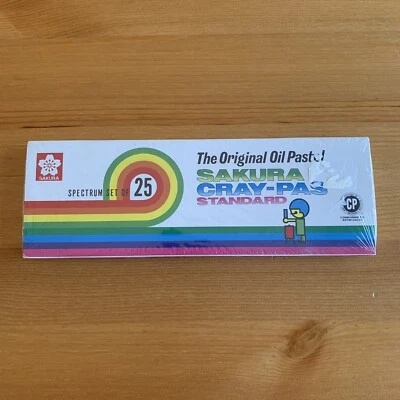 SAKURA
SPECTRUM SET OF 25
The Original Oil Pastel
SAKURA
CRAY-PAS
STANDARD
CP